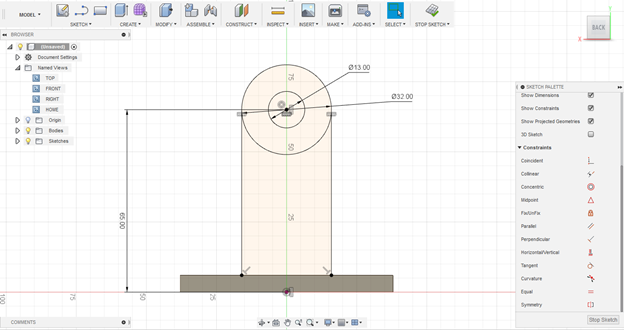 MODEL
SKETCH
CREATE
MODIFY
ASSEMBLE
CONSTRUCT
INSPECT
INSERT
MAKE
ADD-INS
SELECT
STOP SKETCH
BROWSER
(Unsaved)
Document Settings
Named Views
TOP
FRONT
RIGHT
HOME
Origin
Bodies
Sketches
BACK
Y
X
Ø13.00
Ø32.00
75
50
25
65.00
100
75
50
25
SKETCH PALETTE
Show Dimensions
Show Constraints
Show Projected Geometries
3D Sketch
Constraints
Coincident
Collinear
Concentric
Midpoint
Fix/UnFix
Parallel
Perpendicular
Horizontal/Vertical
Tangent
Curvature
Equal
Symmetry
Stop Sketch
COMMENTS